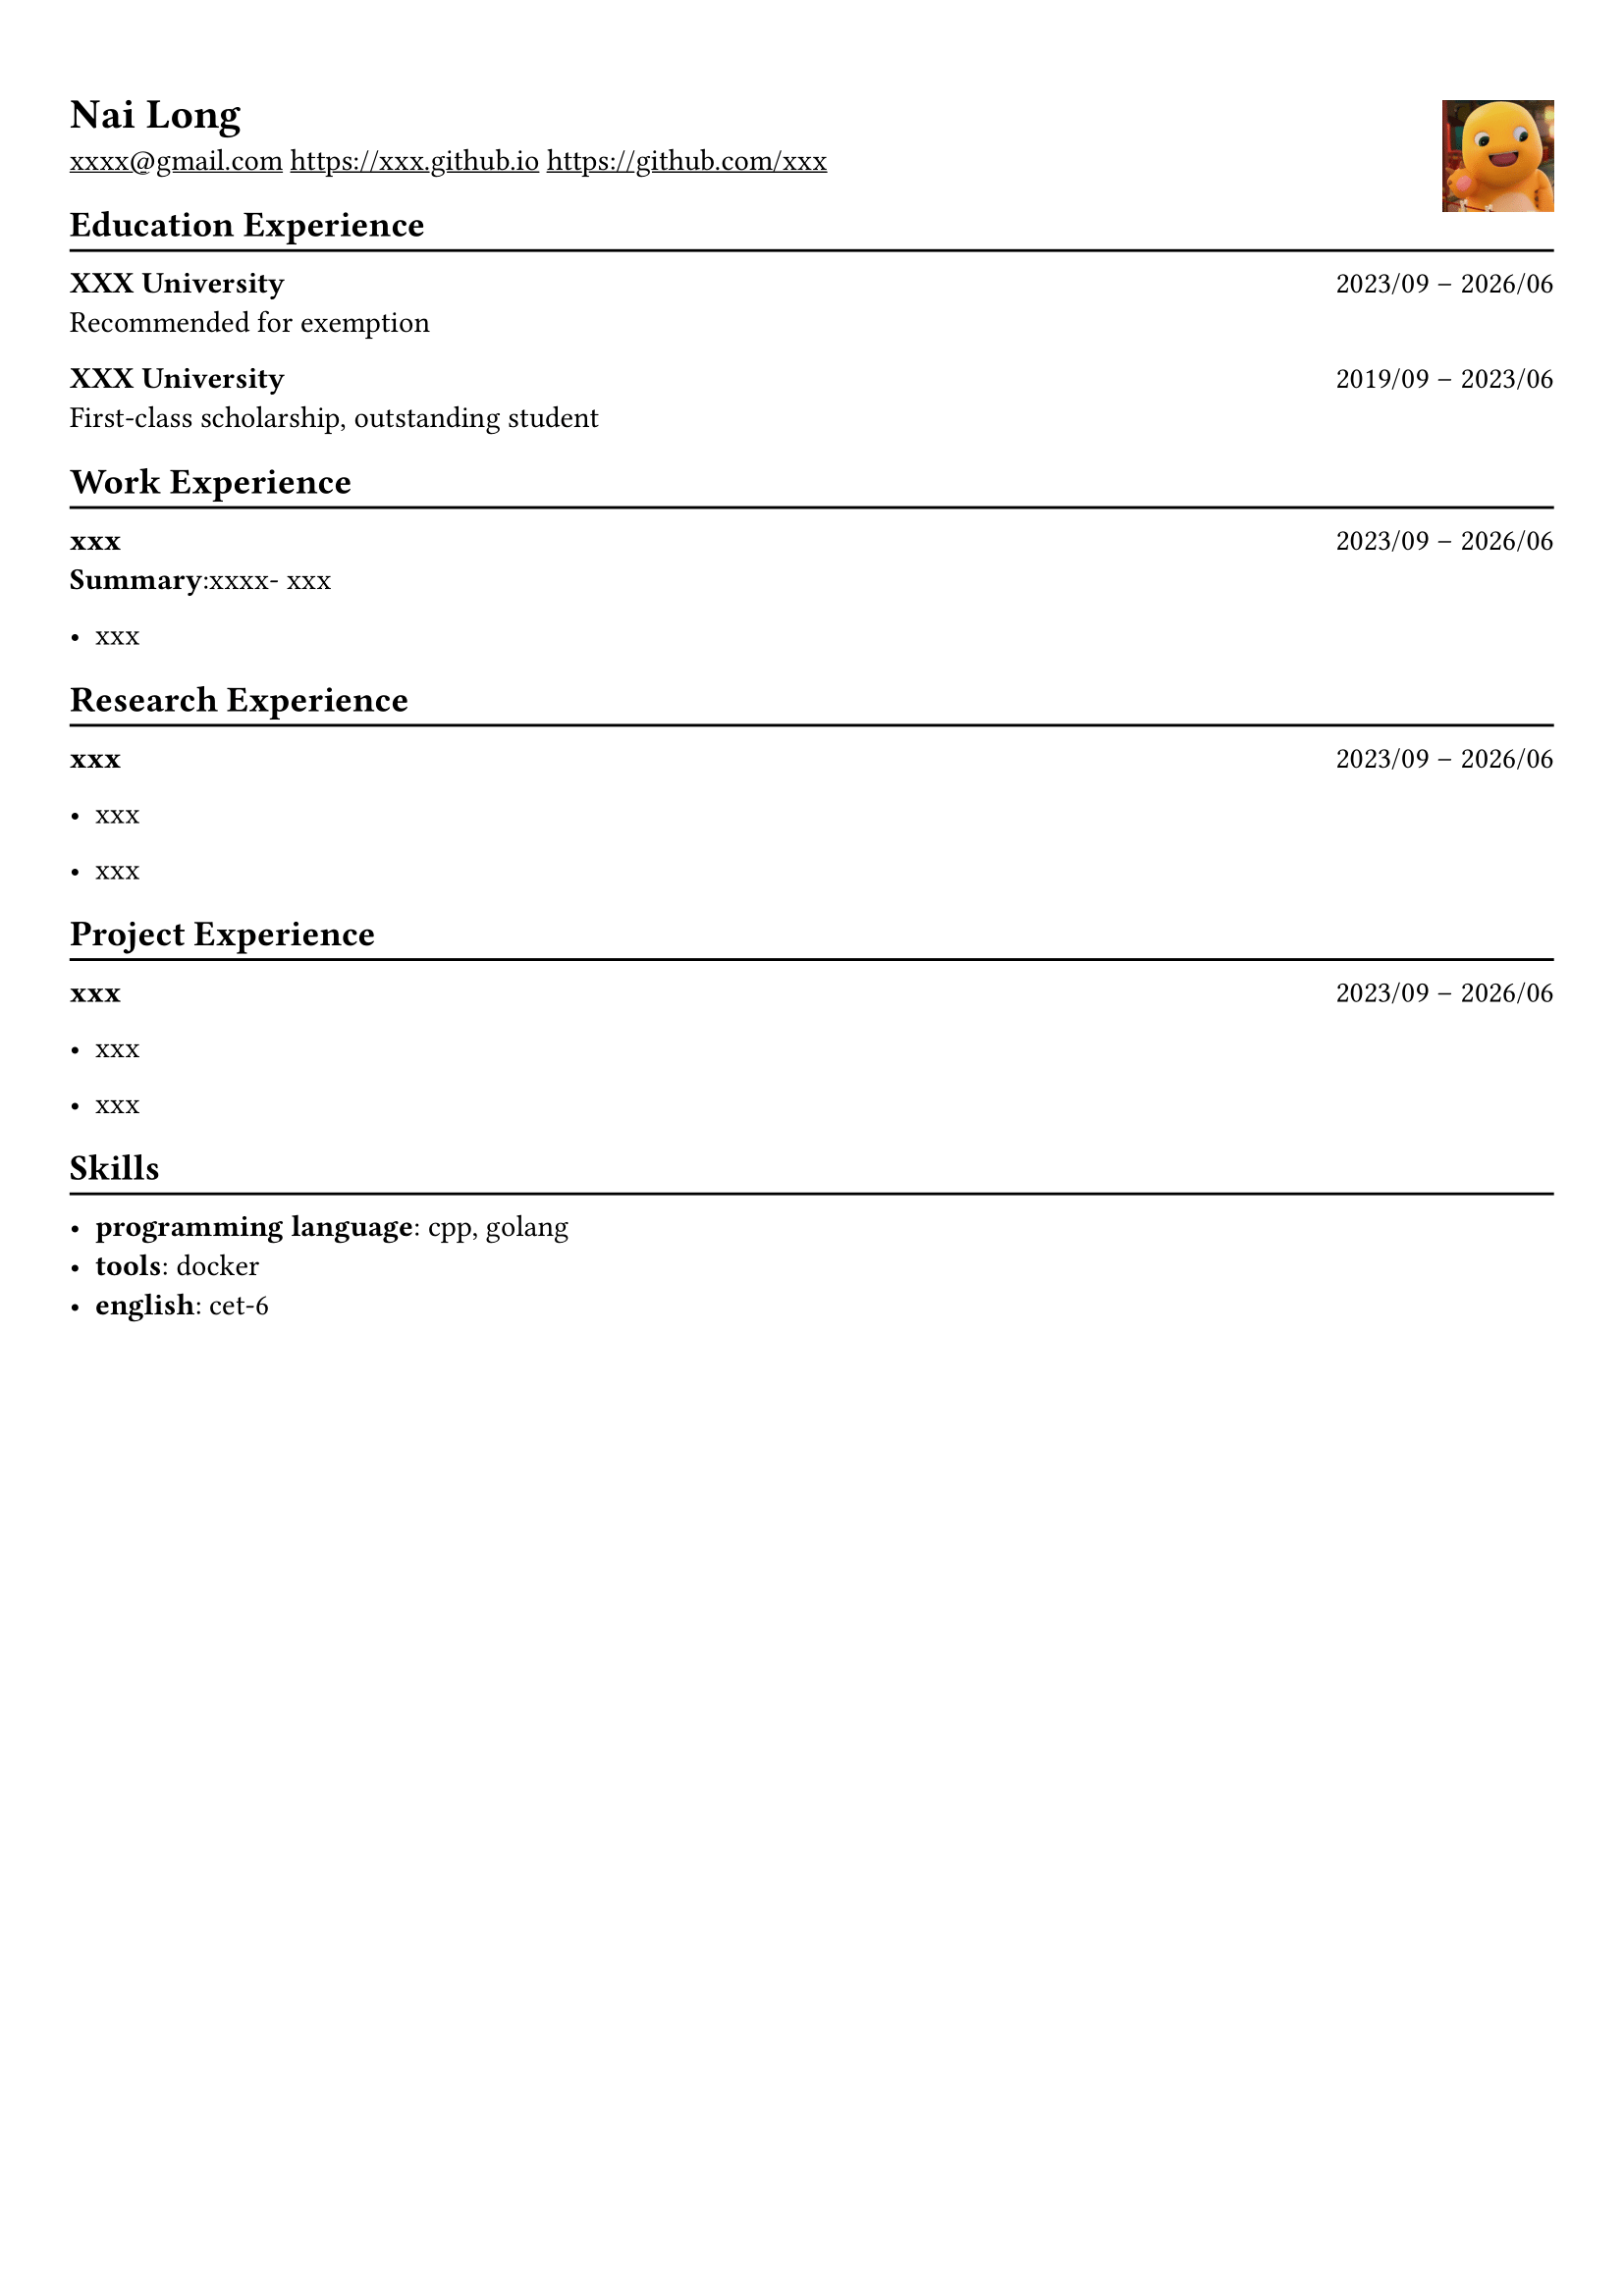 Nai Long
xxxx@gmail.com https://xxx.github.io https://github.com/xxx
Education Experience
XXX University 2023/09 – 2026/06
Recommended for exemption
XXX University 2019/09 – 2023/06
First-class scholarship, outstanding student
Work Experience
xxx 2023/09 – 2026/06
Summary:xxxx- xxx
• xxx
Research Experience
xxx 2023/09 – 2026/06
• xxx
• xxx
Project Experience
xxx 2023/09 – 2026/06
• xxx
• xxx
Skills
• programming language: cpp, golang
• tools: docker
• english: cet-6